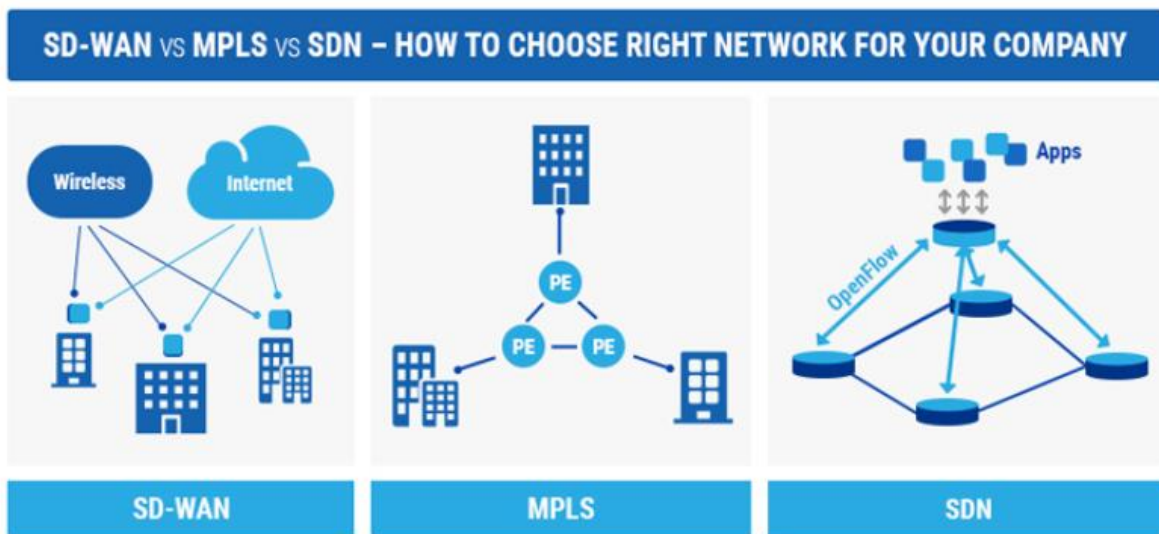 SD-WAN VS MPLS VS SDN – HOW TO CHOOSE RIGHT NETWORK FOR YOUR COMPANY
Wireless
Internet
SD-WAN
PE
PE
PE
MPLS
Apps
OpenFlow
SDN